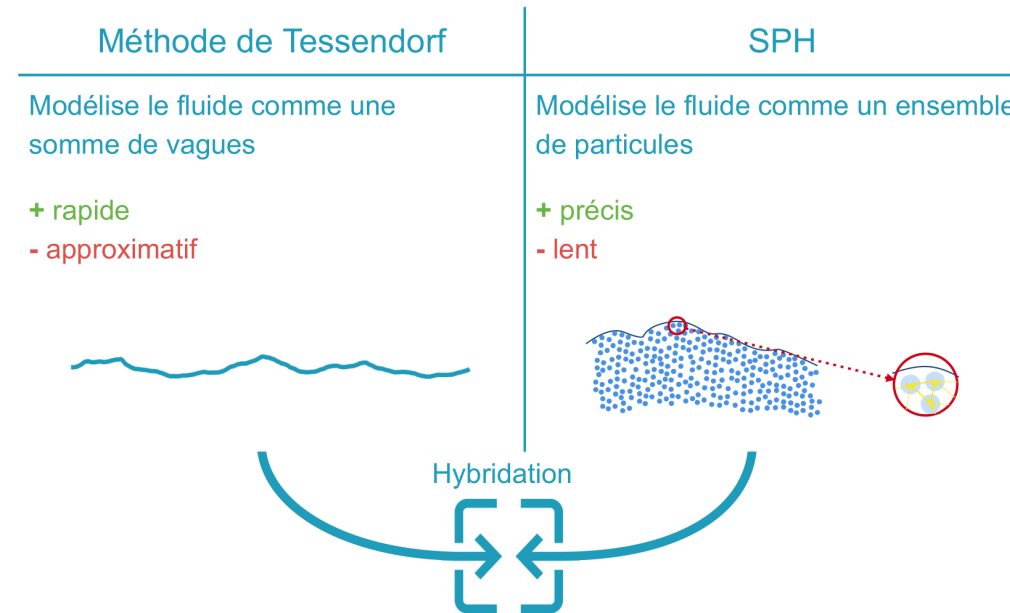 Méthode de Tessendorf
SPH
Modélise le fluide comme une
somme de vagues
+ rapide
- approximatif
Modélise le fluide comme un ensemble
de particules
+ précis
- lent
Hybridation